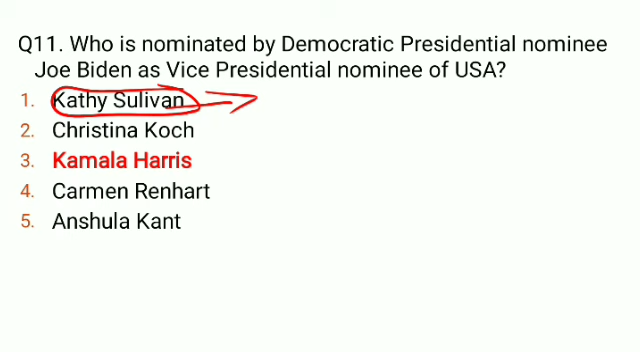 Q11. Who is nominated by Democratic Presidential nominee
Joe Biden as Vice Presidential nominee of USA?
1. Kathy Sulivan
2. Christina Koch
3. Kamala Harris
4. Carmen Renhart
5. Anshula Kant